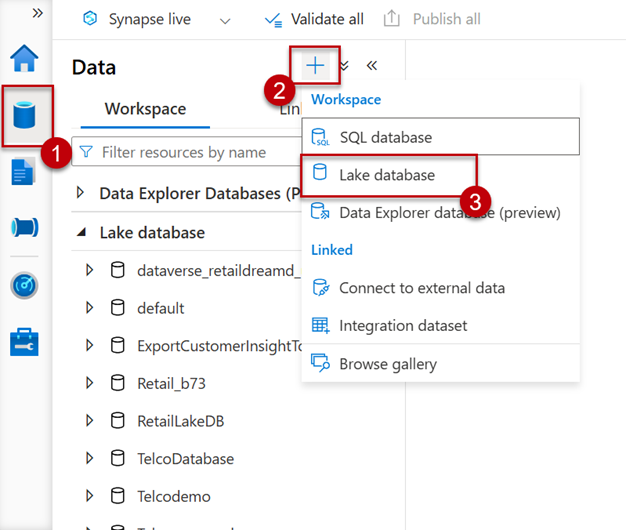 Synapse live
Validate all
Publish all
Data
2
Workspace
Workspace
Lin
SQL database
1
Filter resources by name
Lake database
3
Data Explorer Databases (P
Data Explorer database (preview)
Lake database
Linked
dataverse_retaildreamd_
Connect to external data
default
Integration dataset
ExportCustomerInsightTo
Browse gallery
Retail_b73
RetailLakeDB
TelcoDatabase
Telcodemo